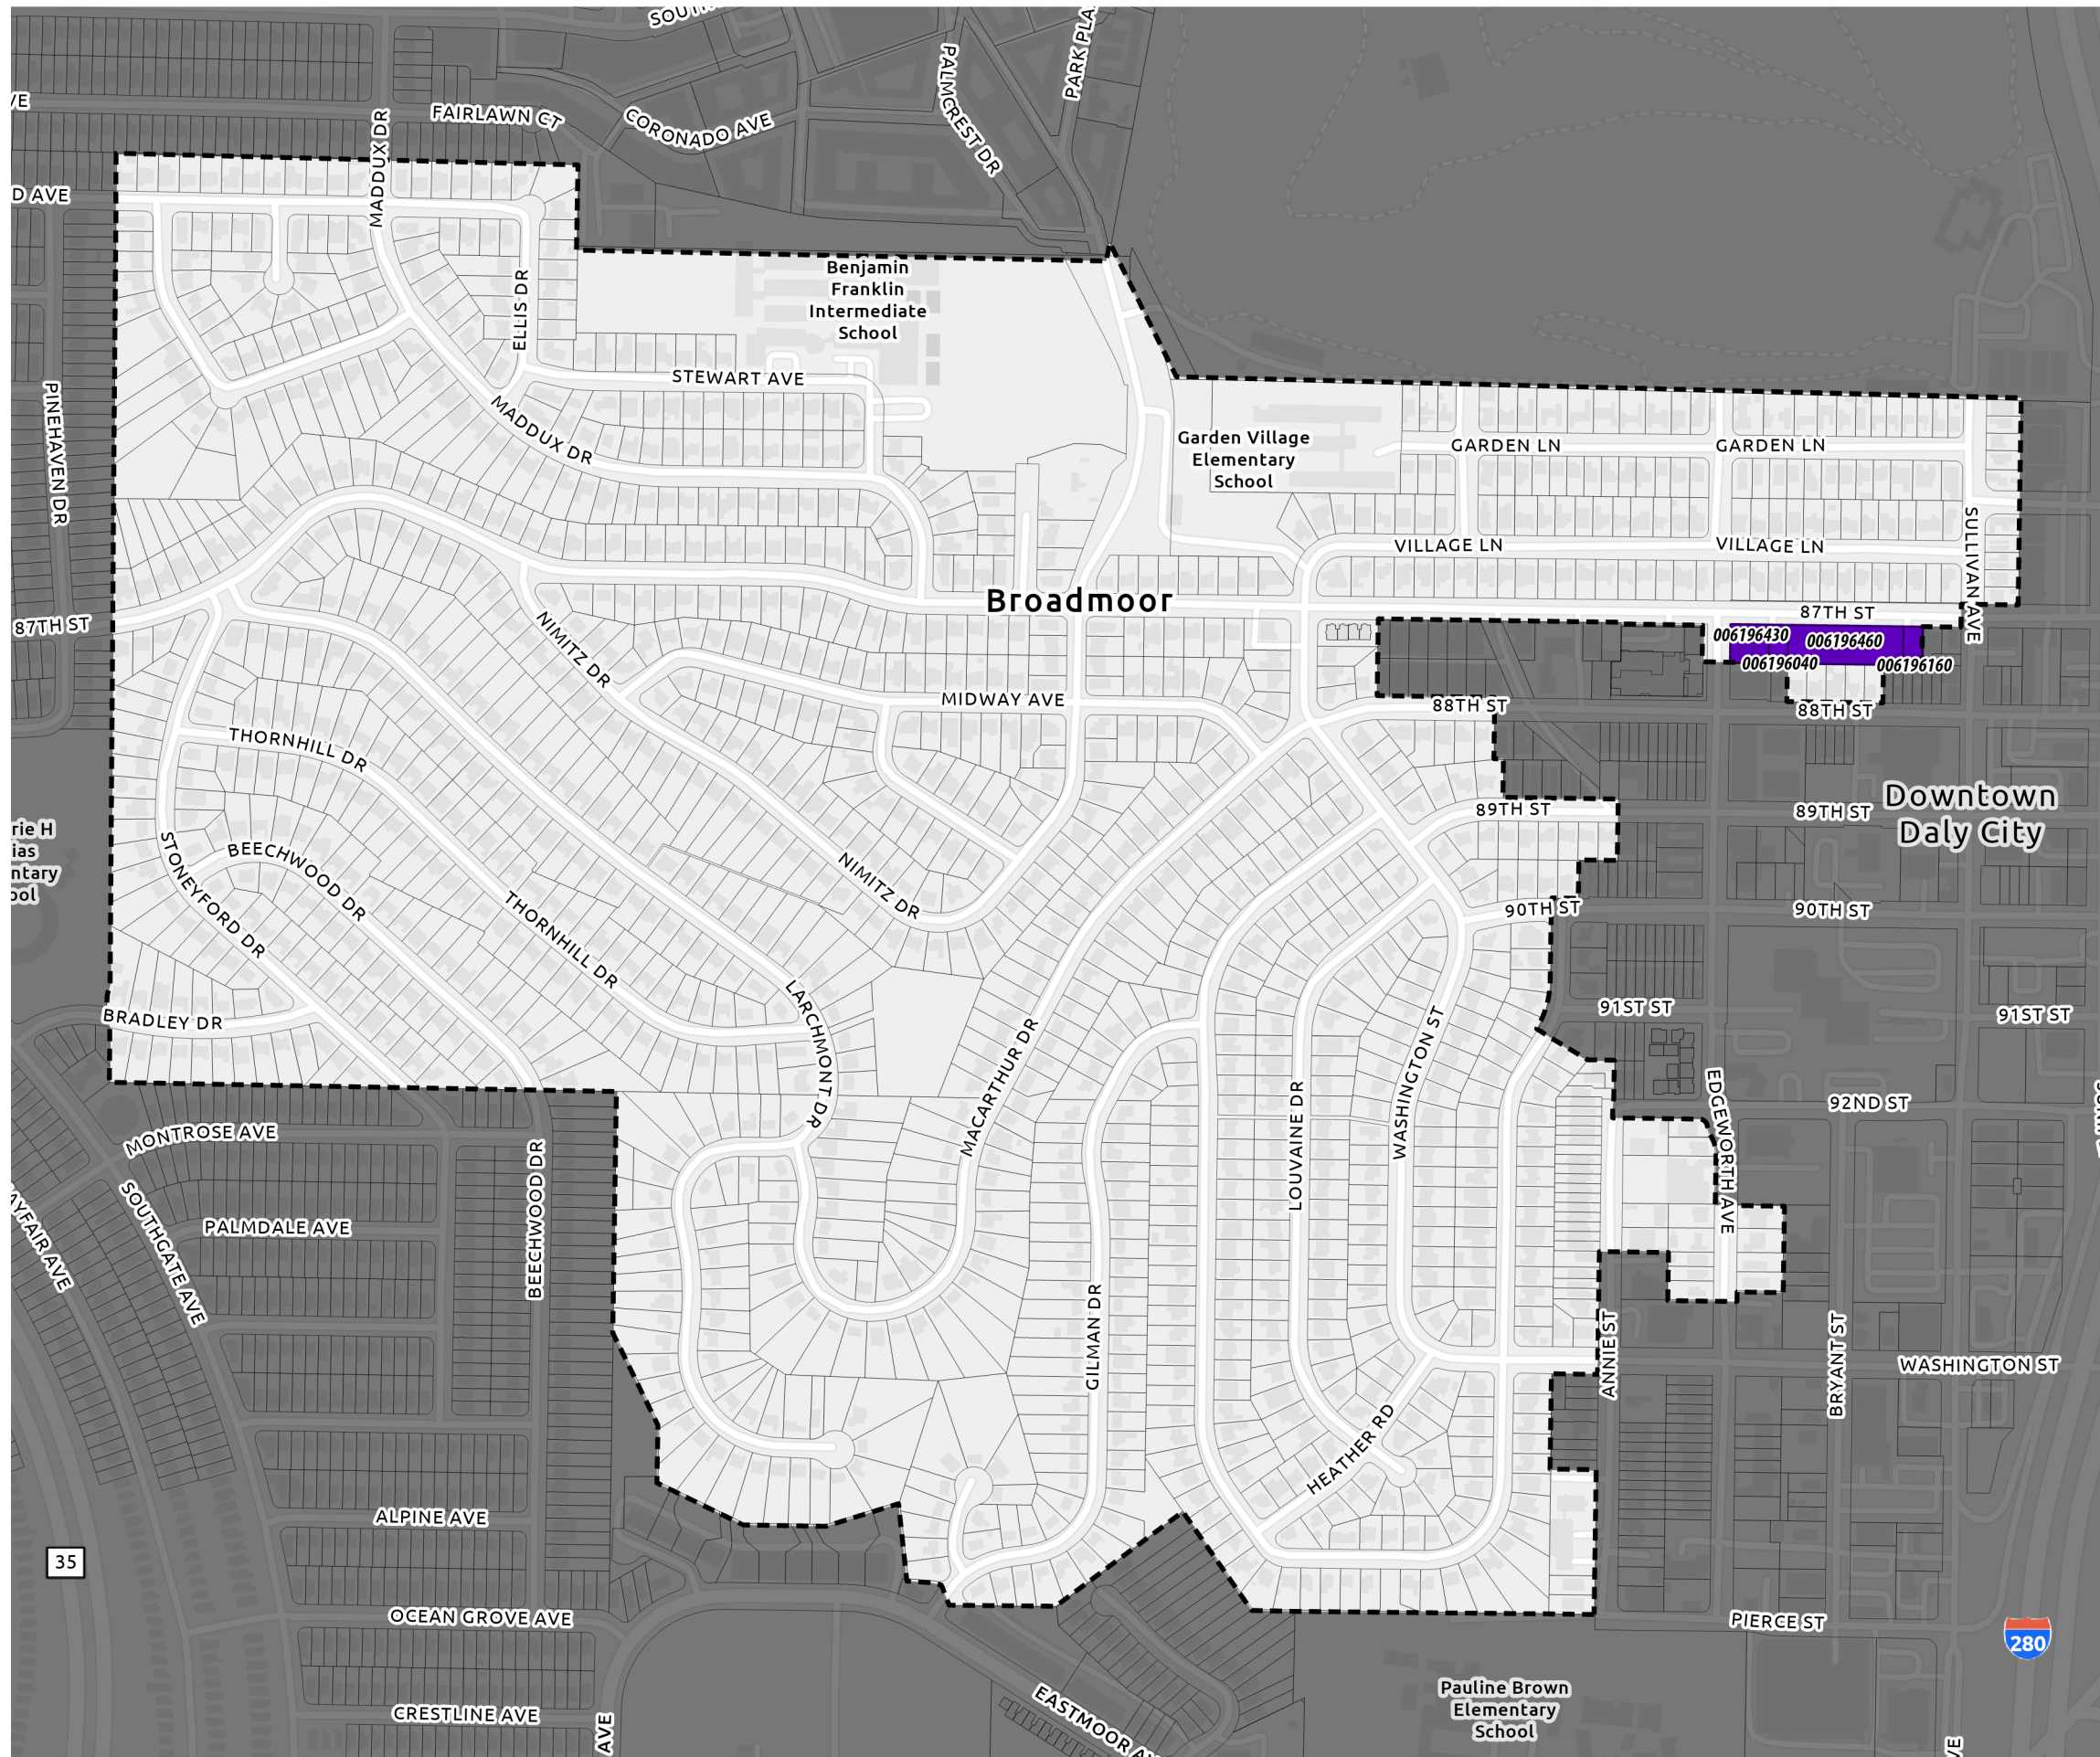 PALMCREST DR
FAIRLAWN CT
CORONADO AVE
MADDUX DR
D AVE
Benjamin
Franklin
Intermediate
School
ELLIS DR
STEWART AVE
PINEHAVEN DR
MADDUX DR
Garden Village
Elementary
School
GARDEN LN
GARDEN LN
SULLIVAN AVE
VILLAGE LN
VILLAGE LN
Broadmoor
87TH ST
87TH ST
006196430
006196460
006196040
006196160
NIMITZ DR
MIDWAY AVE
88TH ST
88TH ST
THORNHILL DR
Downtown
Daly City
89TH ST
89TH ST
STONEYFORD DR
BEECHWOOD DR
NIMITZ DR
THORNHILL DR
90TH ST
90TH ST
LARCHMONT DR
BRADLEY DR
91ST ST
91ST ST
MACARTHUR DR
WASHINGTON ST
LOUVAINE DR
EDGEWORTH AVE
92ND ST
MONTROSE AVE
BEECHWOOD DR
SOUTHGATE AVE
PALMDALE AVE
AYFAIR AVE
GILMAN DR
ANNIE ST
BRYANT ST
WASHINGTON ST
HEATHER RD
ALPINE AVE
35
OCEAN GROVE AVE
PIERCE ST
280
CRESTLINE AVE
AVE
EASTMOOR AV
Pauline Brown
Elementary
School